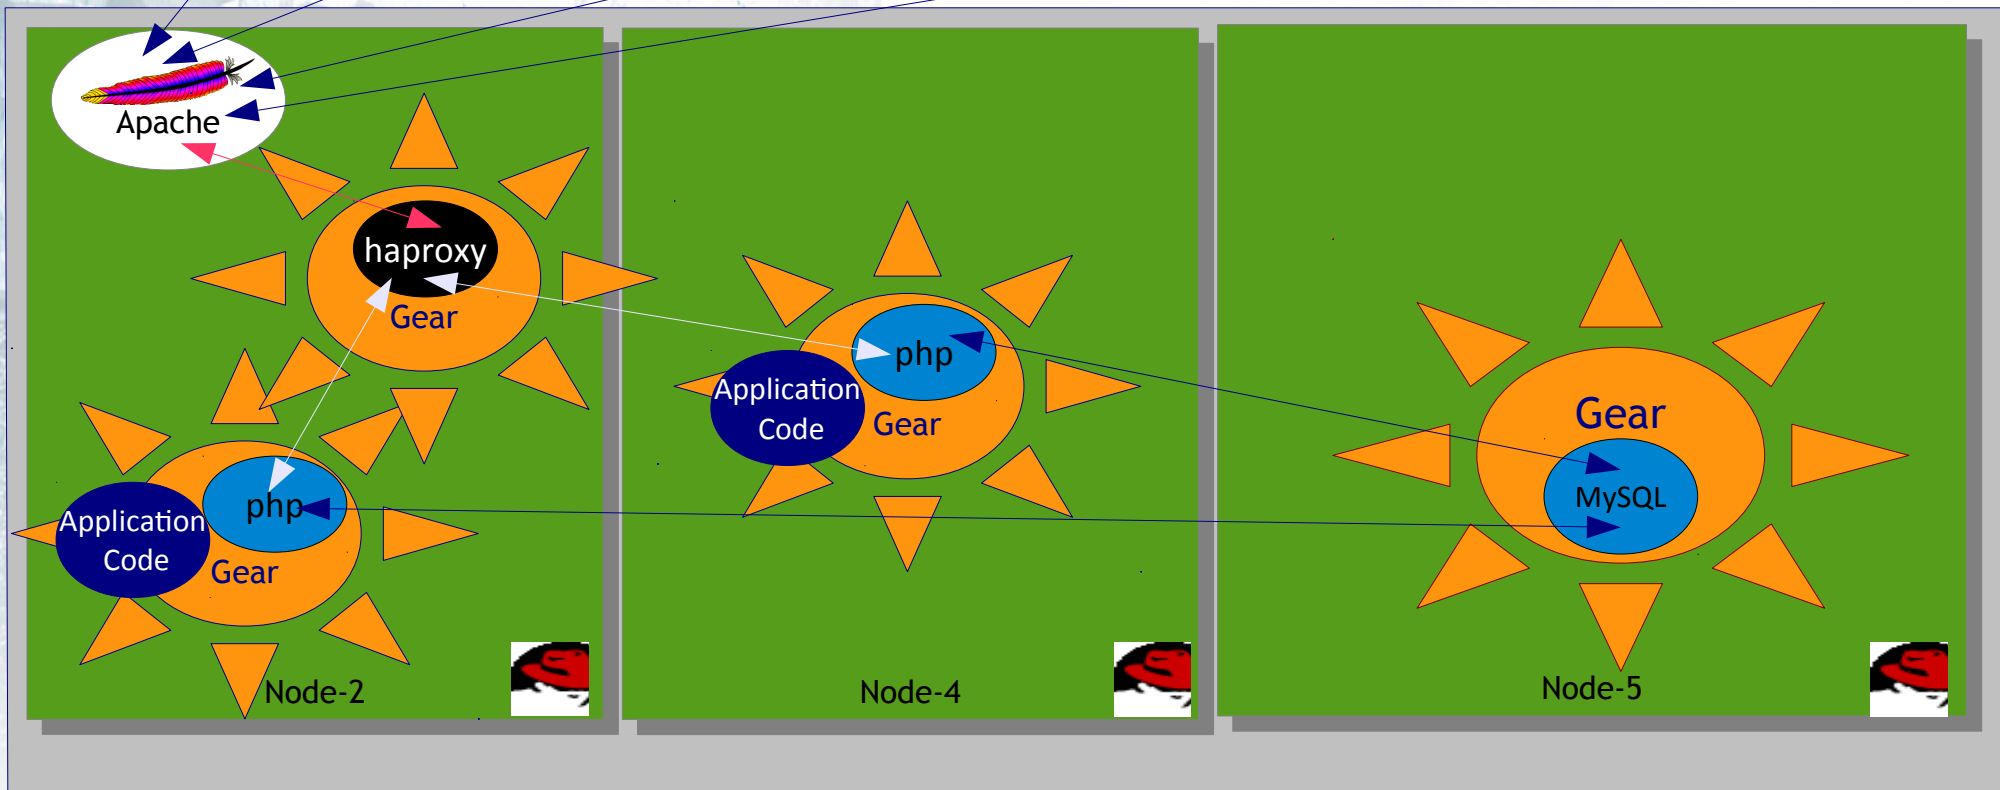 Apache
haproxy
Gear
php
Application
Code
Gear
Node-2
php
Application
Code
Gear
Node-4
Gear
MySQL
Node-5